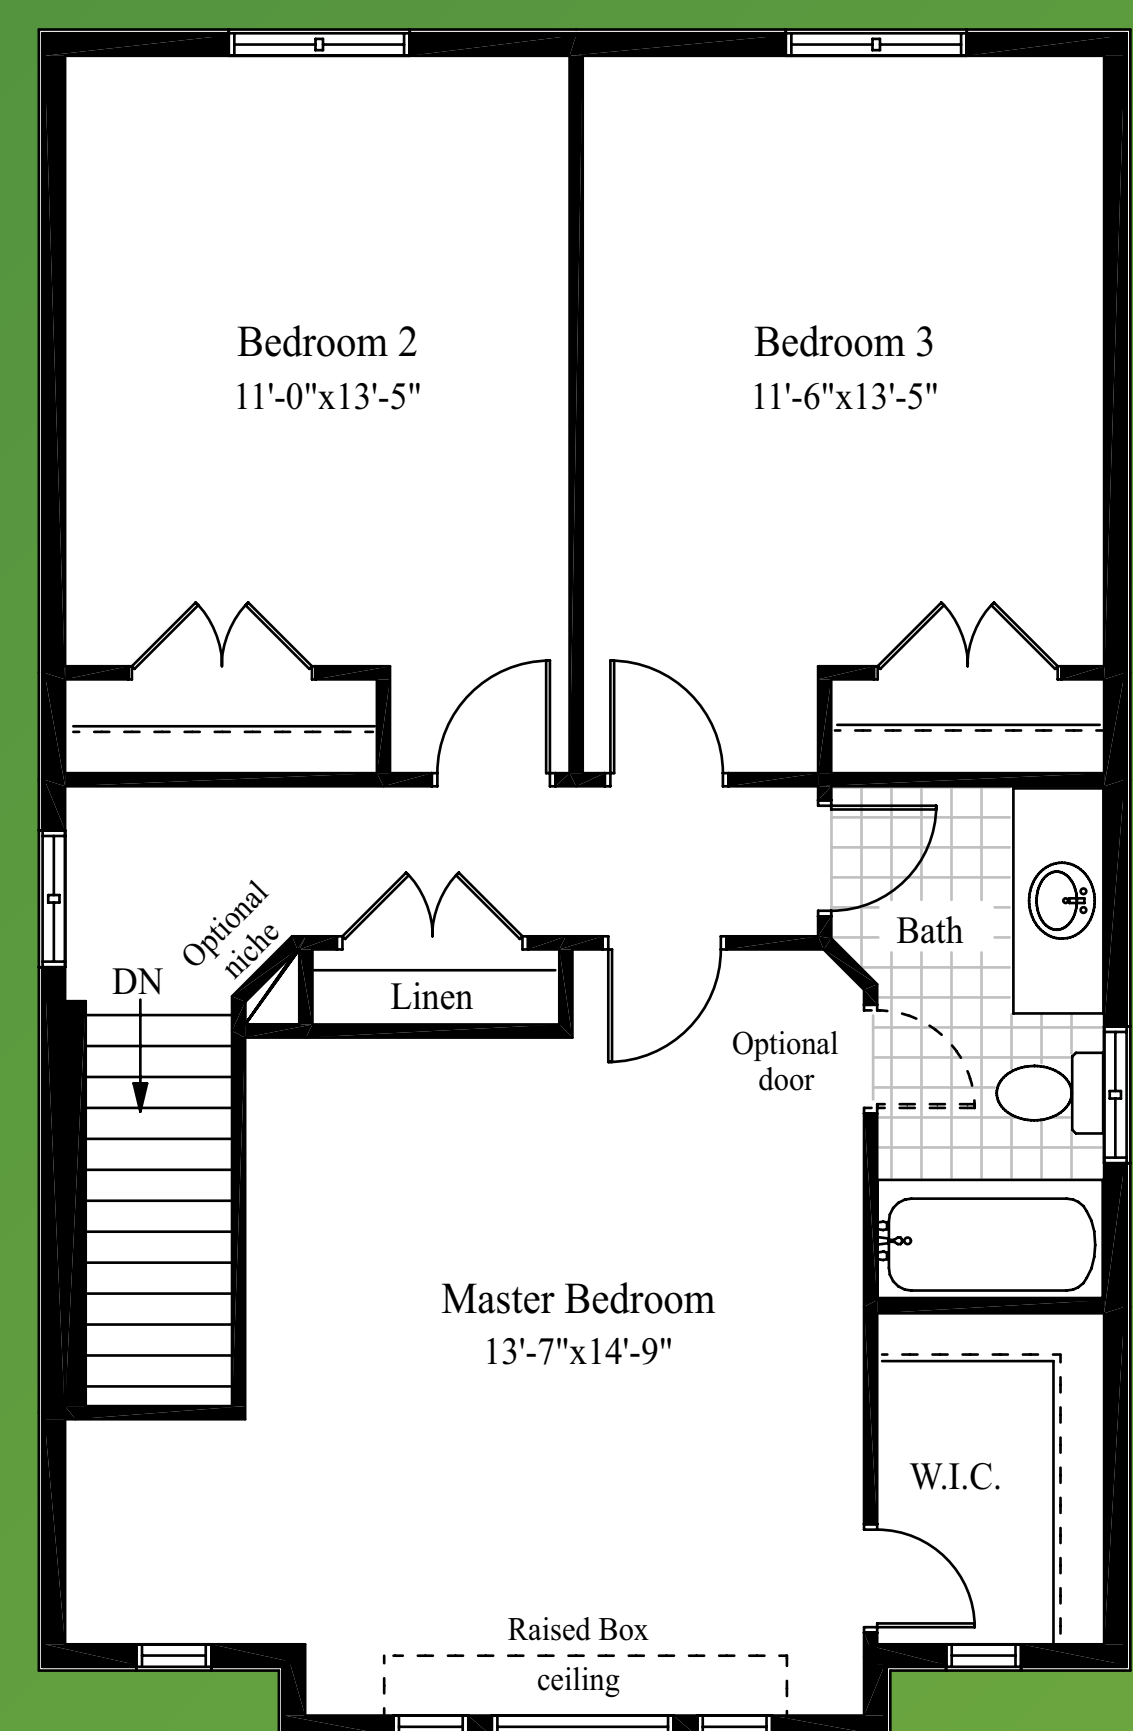 Bedroom 2
11'-0"x13'-5"
Bedroom 3
11'-6"x13'-5"
Optional
niche
DN
Linen
Bath
Optional
door
Master Bedroom
13'-7"x14'-9"
W.I.C.
Raised Box
ceiling